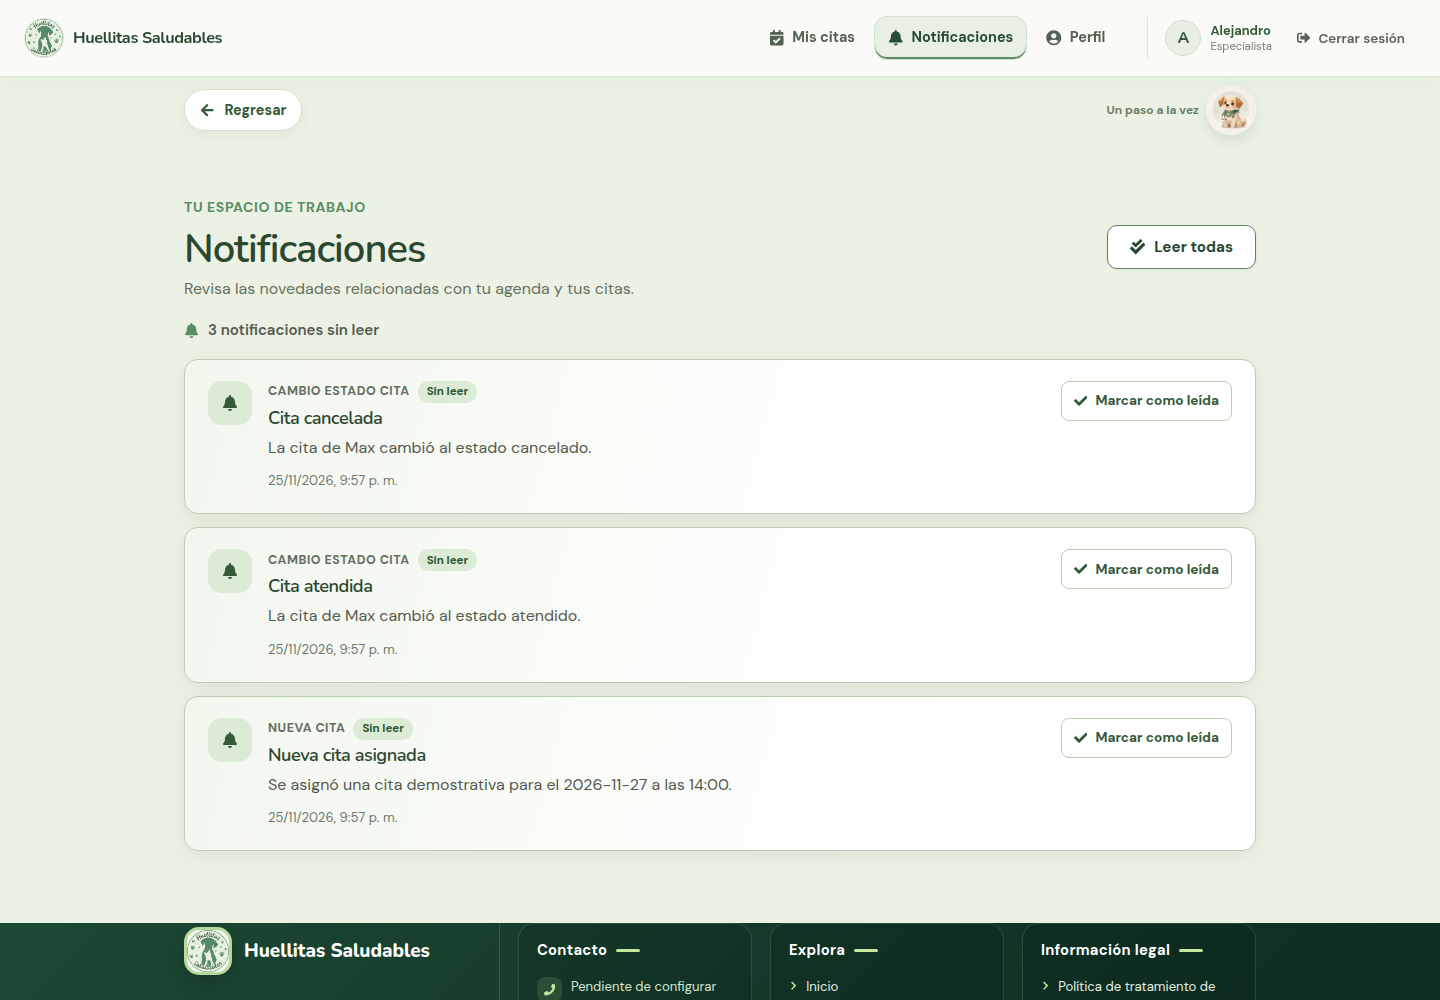 Huellitas Saludables
Mis citas
Notificaciones
Perfil
A
Alejandro
Especialista
Cerrar sesión
Regresar
Un paso a la vez
TU ESPACIO DE TRABAJO
Notificaciones
Leer todas
Revisa las novedades relacionadas con tu agenda y tus citas.
3 notificaciones sin leer
CAMBIO ESTADO CITA Sin leer
Marcar como leída
Cita cancelada
La cita de Max cambió al estado cancelado.
25/11/2026, 9:57 p. m.
CAMBIO ESTADO CITA Sin leer
Marcar como leída
Cita atendida
La cita de Max cambió al estado atendido.
25/11/2026, 9:57 p. m.
NUEVA CITA Sin leer
Marcar como leída
Nueva cita asignada
Se asignó una cita demostrativa para el 2026-11-27 a las 14:00.
25/11/2026, 9:57 p. m.
Huellitas Saludables
Contacto
Pendiente de configurar
Explora
Inicio
Información legal
Política de tratamiento de